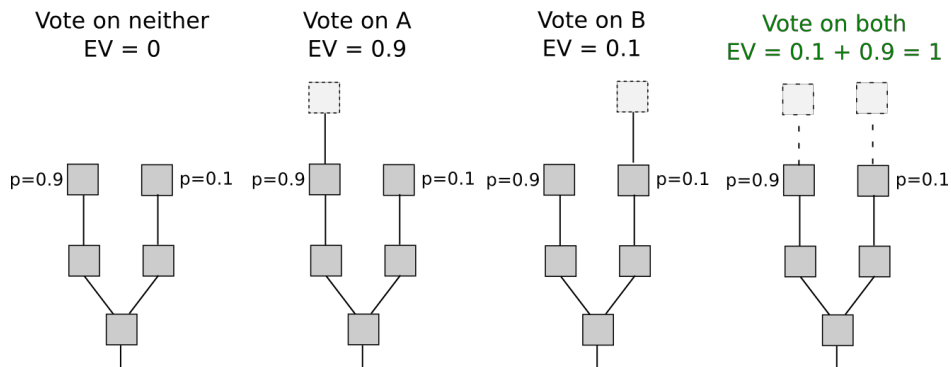 Vote on neither
EV = 0
Vote on A
EV = 0.9
Vote on B
EV = 0.1
Vote on both
EV = 0.1 + 0.9 = 1
p=0.9
p=0.1
p=0.9
p=0.1
p=0.9
p=0.1
p=0.9
p=0.1